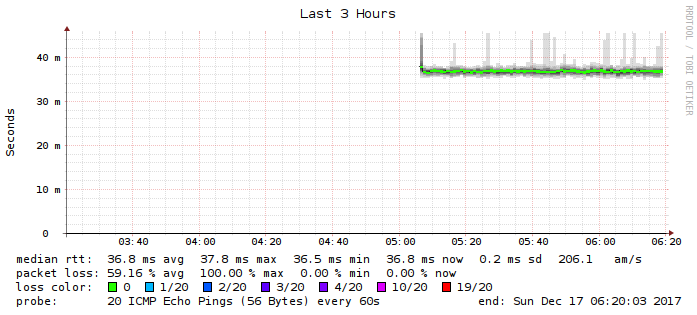 Last 3 Hours
RRDTOOL / TOBI OETIKER
Seconds
40 m
30 m
20 m
10 m
0
03:40 04:00 04:20 04:40 05:00 05:20 05:40 06:00 06:20
median rtt: 36.8 ms avg 37.8 ms max 36.5 ms min 36.8 ms now 0.2 ms sd 206.1 am/s
packet loss: 59.16 % avg 100.00 % max 0.00 % min 0.00 % now
loss color: 0 1/20 2/20 3/20 4/20 10/20 19/20
probe: 20 ICMP Echo Pings (56 Bytes) every 60s end: Sun Dec 17 06:20:03 2017